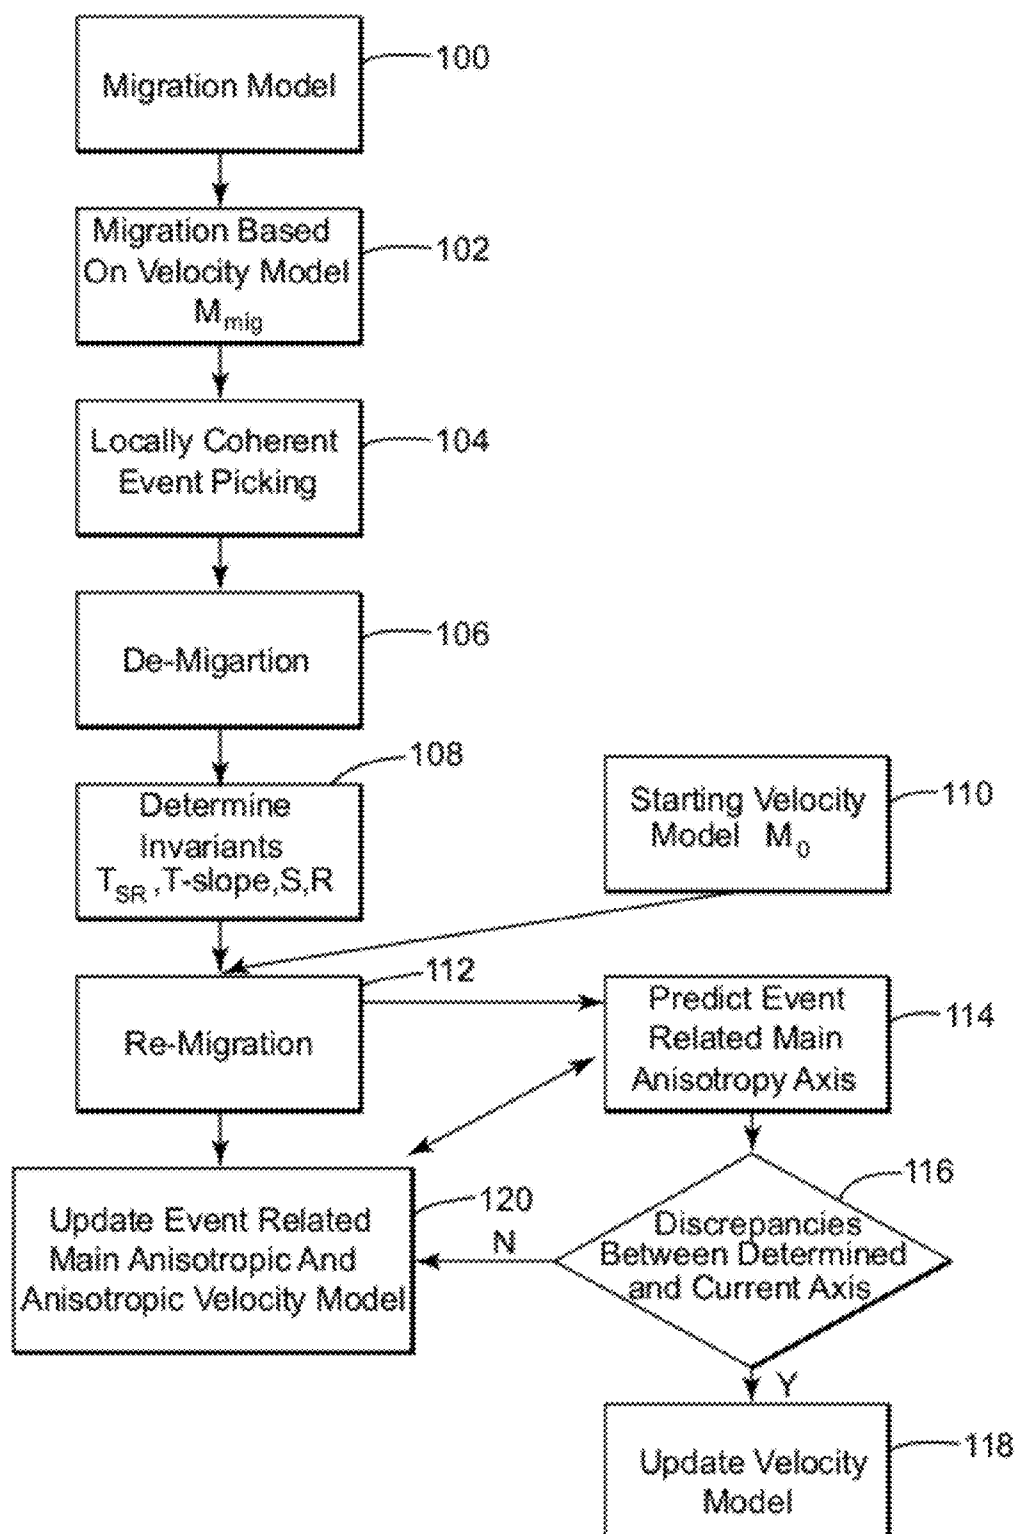 Migration Model
100
Migration Based
On Velocity Model
M_mig
102
Locally Coherent
Event Picking
104
De-Migartion
106
108
Determine
Invariants
T_SR, T-slope,S,R
Starting Velocity
Model M_0
110
112
Re-Migration
Predict Event
Related Main
Anisotropy Axis
114
116
Discrepancies
Between Determined
and Current Axis
N
120
Update Event Related
Main Anisotropic And
Anisotropic Velocity Model
Y
Update Velocity
Model
118